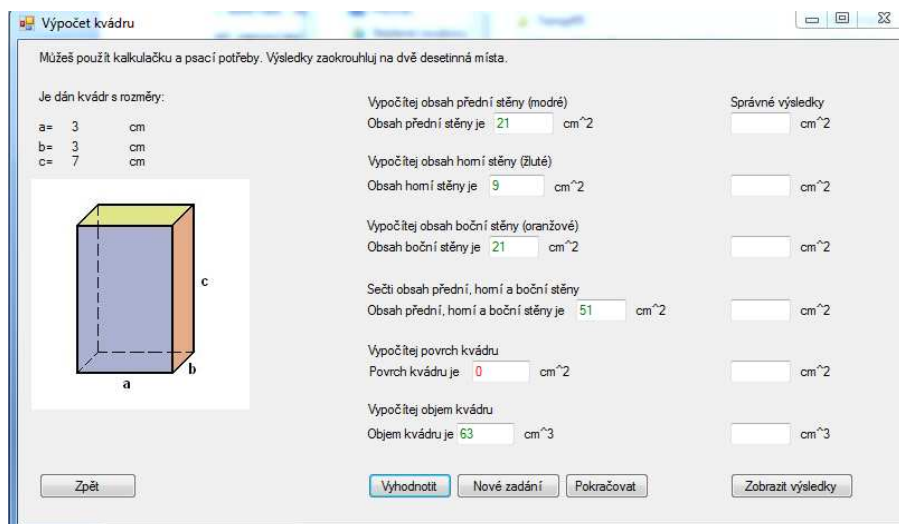 Výpočet kvádru
Můžeš použít kalkulačku a psací potřeby. Výsledky zaokrouhluj na dvě desetinná místa.
Je dán kvádr s rozměry:
a= 3 cm
b= 3 cm
c= 7 cm
c
b
a
Vypočítej obsah přední stěny (modré)
Správné výsledky
Obsah přední stěny je 21 cm^2
cm^2
Vypočítej obsah horní stěny (žluté)
Obsah horní stěny je 9 cm^2
cm^2
Vypočítej obsah boční stěny (oranžové)
Obsah boční stěny je 21 cm^2
cm^2
Sečti obsah přední, horní a boční stěny
Obsah přední, horní a boční stěny je 51 cm^2
cm^2
Vypočítej povrch kvádru
Povrch kvádru je 0 cm^2
cm^2
Vypočítej objem kvádru
Objem kvádru je 63 cm^3
cm^3
Zpět
Vyhodnotit
Nové zadání
Pokračovat
Zobrazit výsledky